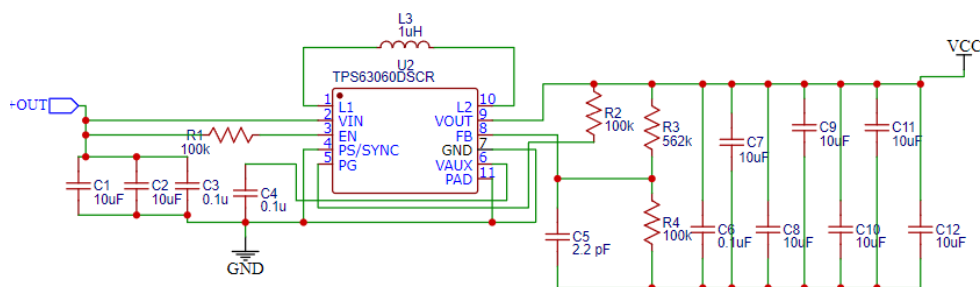 L3
1uH
U2
TPS63060DSCR
VCC
+OUT
1 L1 L2 10
2 VIN VOUT 9
3 EN FB 8
4 PS/SYNC GND 7
5 PG VAUX 6
PAD 11
R1
100k
R2
100k
R3
562k
C7
10uF
C9
10uF
C11
10uF
C1
10uF
C2
10uF
C3
0.1u
C4
0.1u
C5
2.2 pF
R4
100k
C6
0.1uF
C8
10uF
C10
10uF
C12
10uF
GND